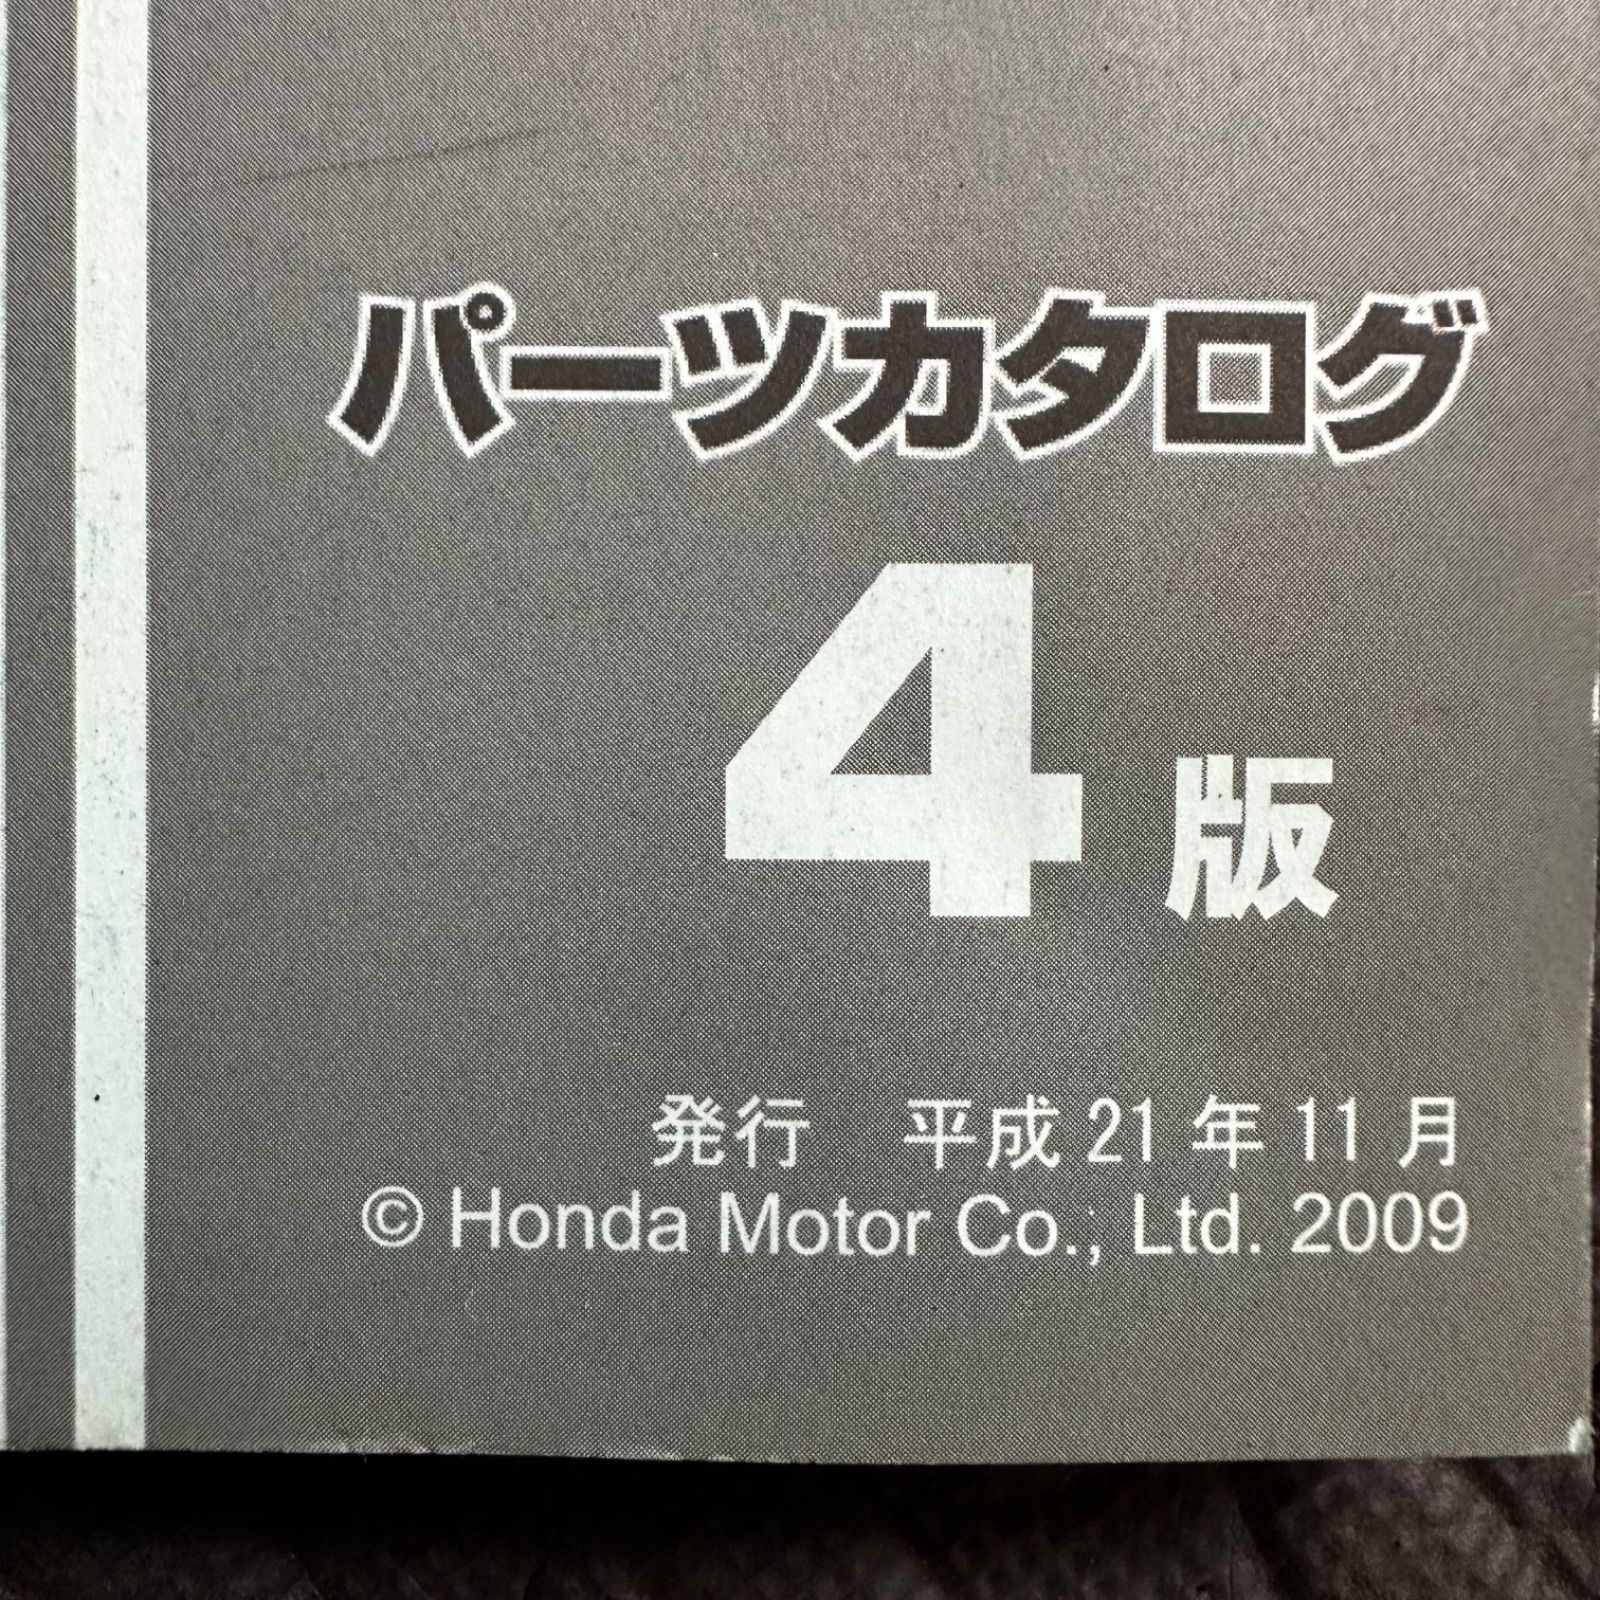 パーツカタログ
4版
発行 平成21年11月
© Honda Motor Co.; Ltd. 2009